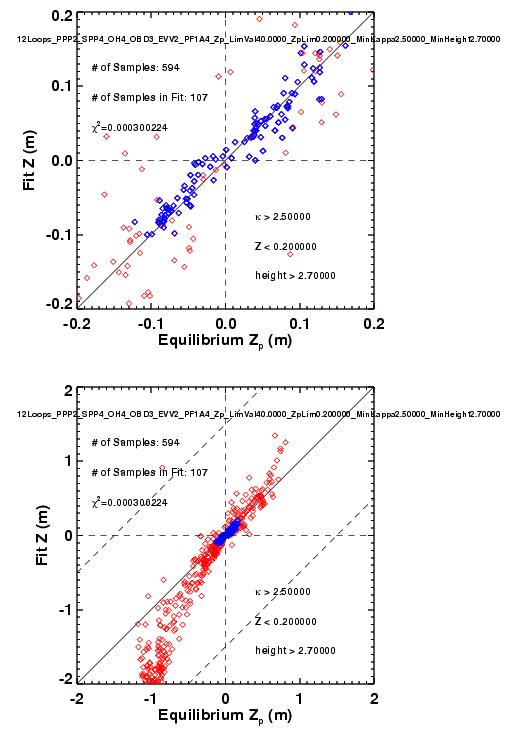 0.2
12Loops_PPP2_SPP4_OH4_OBD3_EVV2_PF1A4_Zp_LimVal40.0000_ZpLim0.200000_MinKappa2.50000_MinHeight2.70000
# of Samples: 594
0.1
# of Samples in Fit: 107
χ²=0.000300224
0.0
Fit Z (m)
κ > 2.50000
-0.1
Z < 0.200000
height > 2.70000
-0.2
-0.2 -0.1 0.0 0.1 0.2
Equilibrium Zp (m)
2
12Loops_PPP2_SPP4_OH4_OBD3_EVV2_PF1A4_Zp_LimVal40.0000_ZpLim0.200000_MinKappa2.50000_MinHeight2.70000
# of Samples: 594
1
# of Samples in Fit: 107
χ²=0.000300224
0
Fit Z (m)
κ > 2.50000
-1
Z < 0.200000
height > 2.70000
-2
-2 -1 0 1 2
Equilibrium Zp (m)